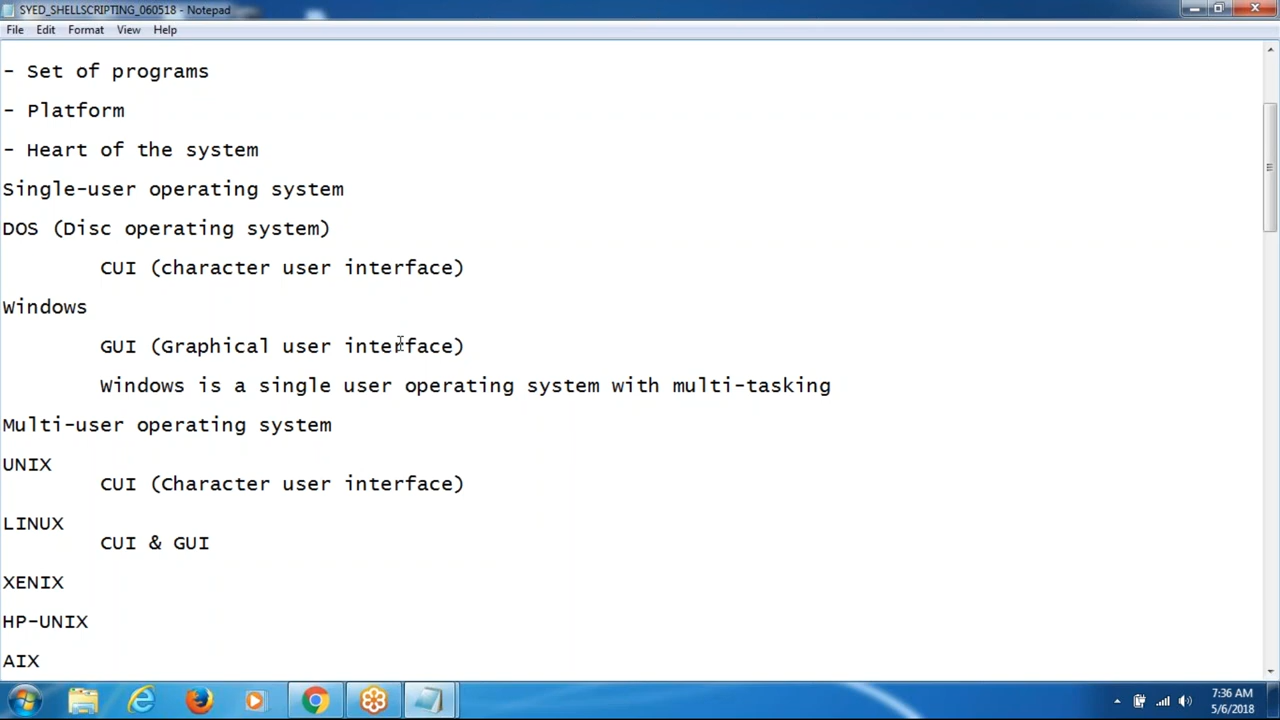 SYED_SHELLSCRIPTING_060518 - Notepad
File Edit Format View Help
- Set of programs
- Platform
- Heart of the system
Single-user operating system
DOS (Disc operating system)
CUI (character user interface)
Windows
GUI (Graphical user interface)
Windows is a single user operating system with multi-tasking
Multi-user operating system
UNIX
CUI (Character user interface)
LINUX
CUI & GUI
XENIX
HP-UNIX
AIX
7:36 AM
5/6/2018